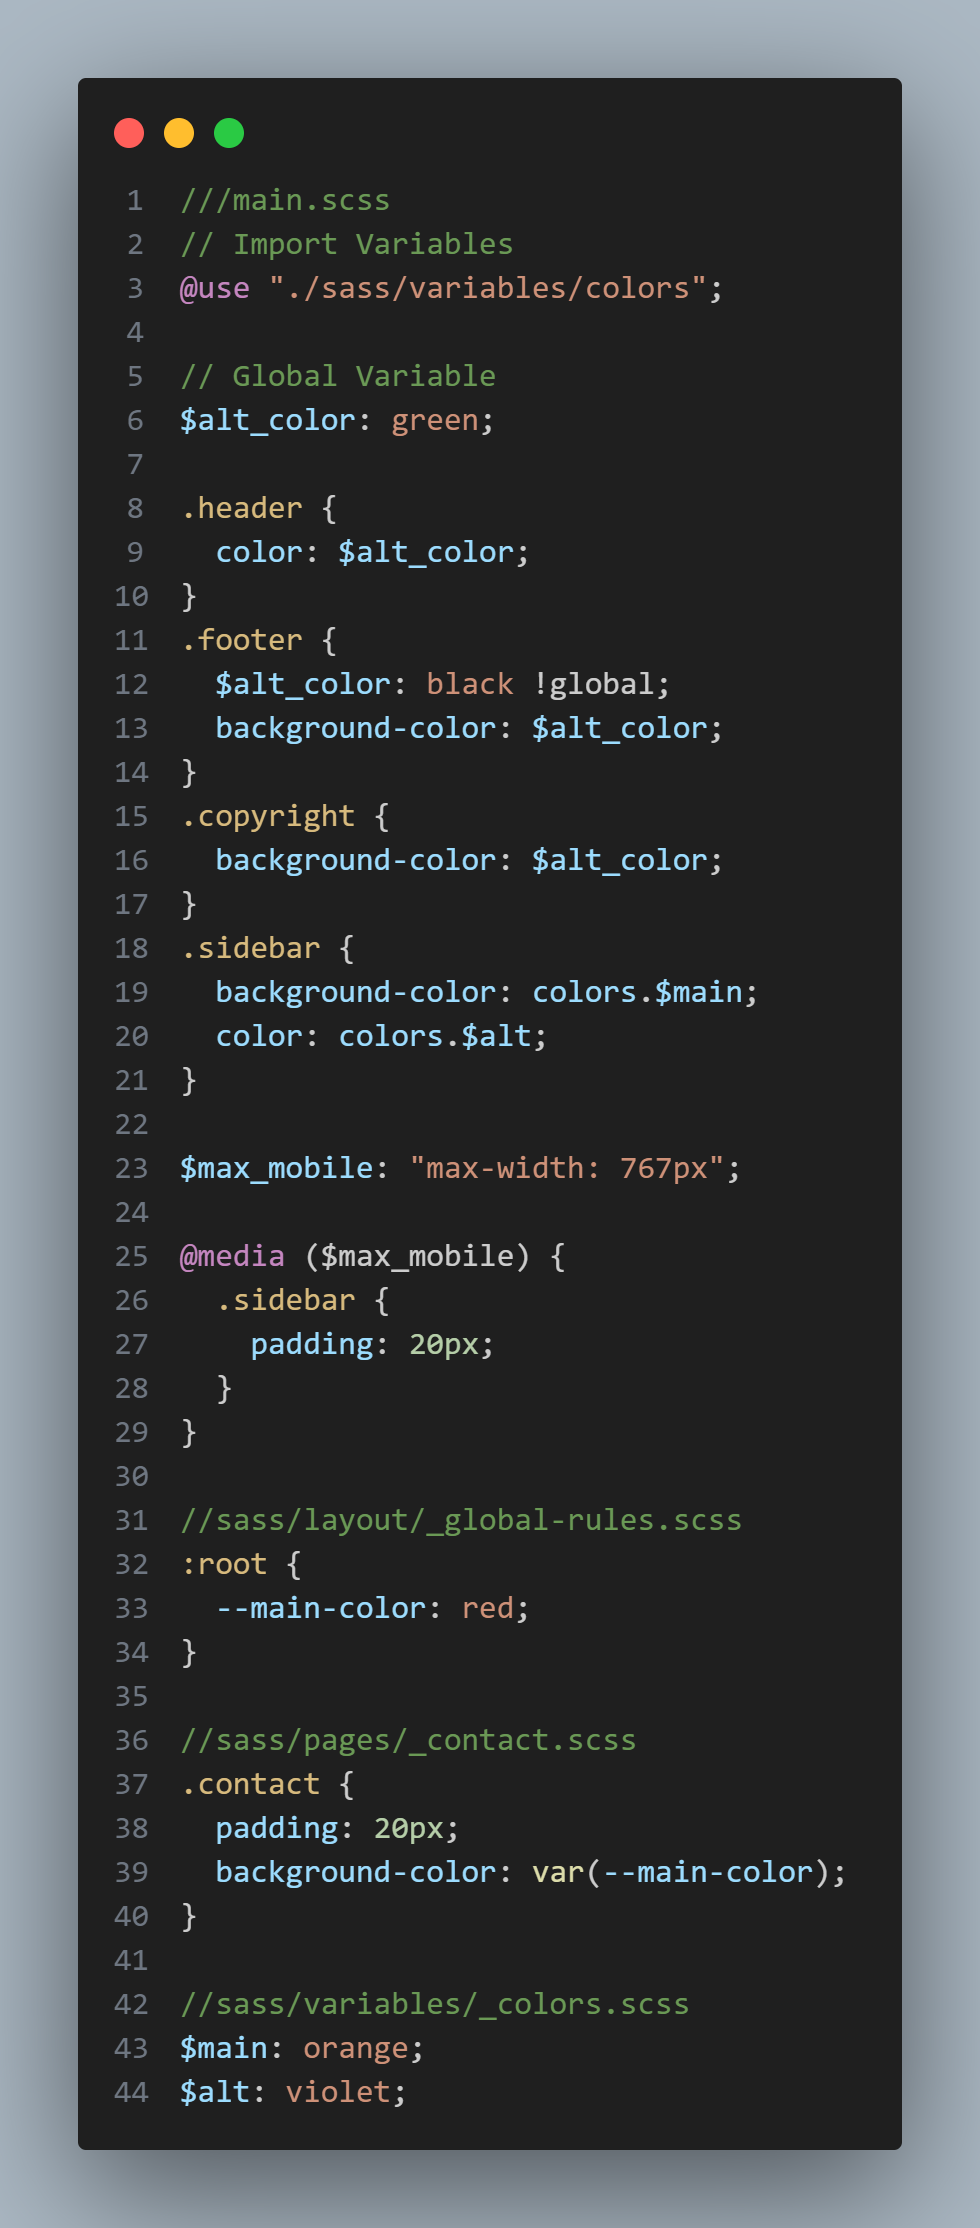 1 ///main.scss
2 // Import Variables
3 @use "./sass/variables/colors";
4
5 // Global Variable
6 $alt_color: green;
7
8 .header {
9   color: $alt_color;
10 }
11 .footer {
12   $alt_color: black !global;
13   background-color: $alt_color;
14 }
15 .copyright {
16   background-color: $alt_color;
17 }
18 .sidebar {
19   background-color: colors.$main;
20   color: colors.$alt;
21 }
22
23 $max_mobile: "max-width: 767px";
24
25 @media ($max_mobile) {
26   .sidebar {
27     padding: 20px;
28   }
29 }
30
31 //sass/layout/_global-rules.scss
32 :root {
33   --main-color: red;
34 }
35
36 //sass/pages/_contact.scss
37 .contact {
38   padding: 20px;
39   background-color: var(--main-color);
40 }
41
42 //sass/variables/_colors.scss
43 $main: orange;
44 $alt: violet;